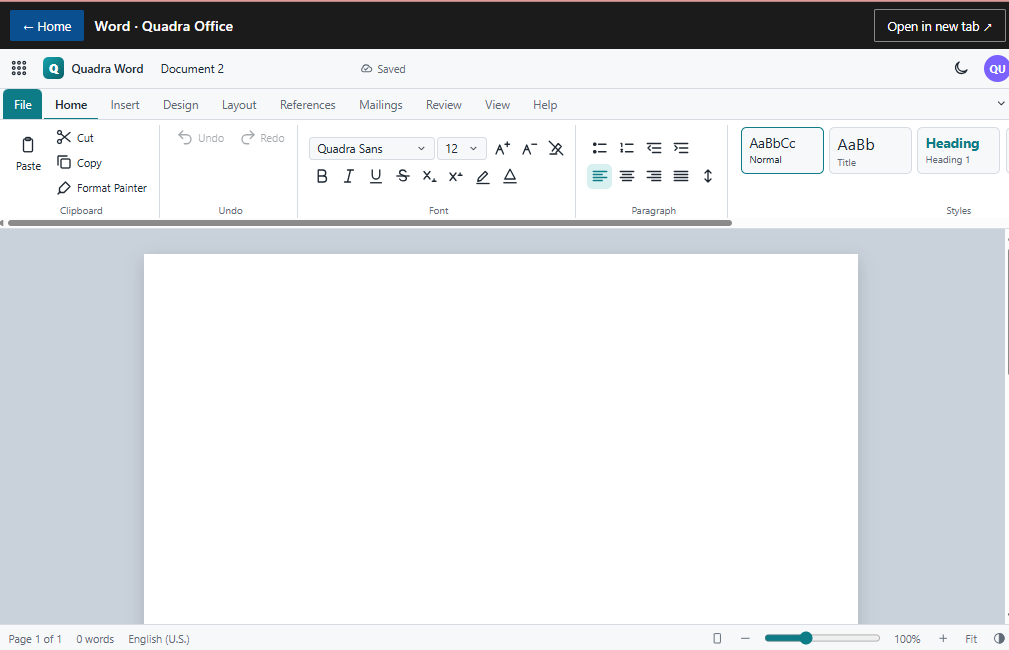 ← Home Word · Quadra Office Open in new tab ↗
Q Quadra Word Document 2 Saved QU
File Home Insert Design Layout References Mailings Review View Help
Paste
Cut
Copy
Format Painter
Clipboard
Undo Redo
Undo
Quadra Sans 12 A+ A-
B I U S X₂ X² A
Font
Paragraph
AaBbCc
Normal
AaBb
Title
Heading
Heading 1
Styles
Page 1 of 1 0 words English (U.S.) 100% Fit